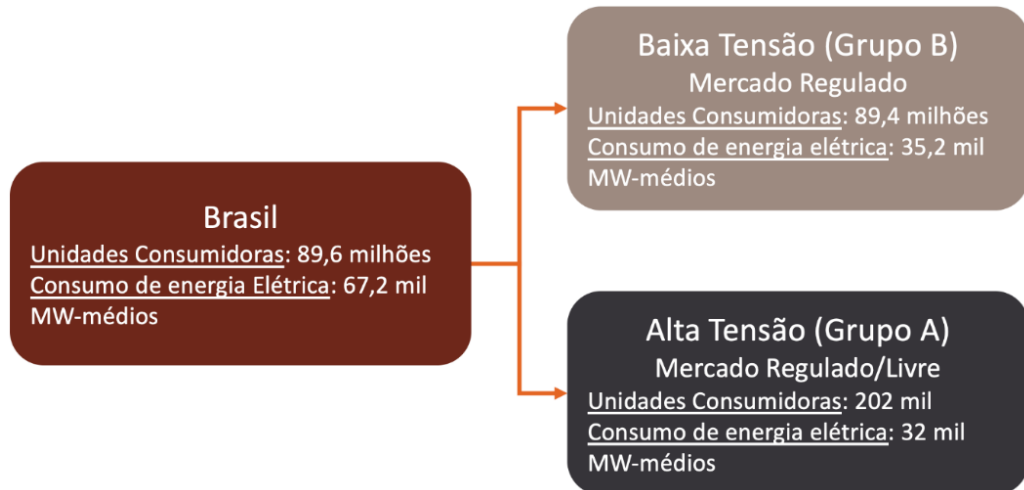 Brasil
Unidades Consumidoras: 89,6 milhões
Consumo de energia Elétrica: 67,2 mil
MW-médios
Baixa Tensão (Grupo B)
Mercado Regulado
Unidades Consumidoras: 89,4 milhões
Consumo de energia elétrica: 35,2 mil
MW-médios
Alta Tensão (Grupo A)
Mercado Regulado/Livre
Unidades Consumidoras: 202 mil
Consumo de energia elétrica: 32 mil
MW-médios